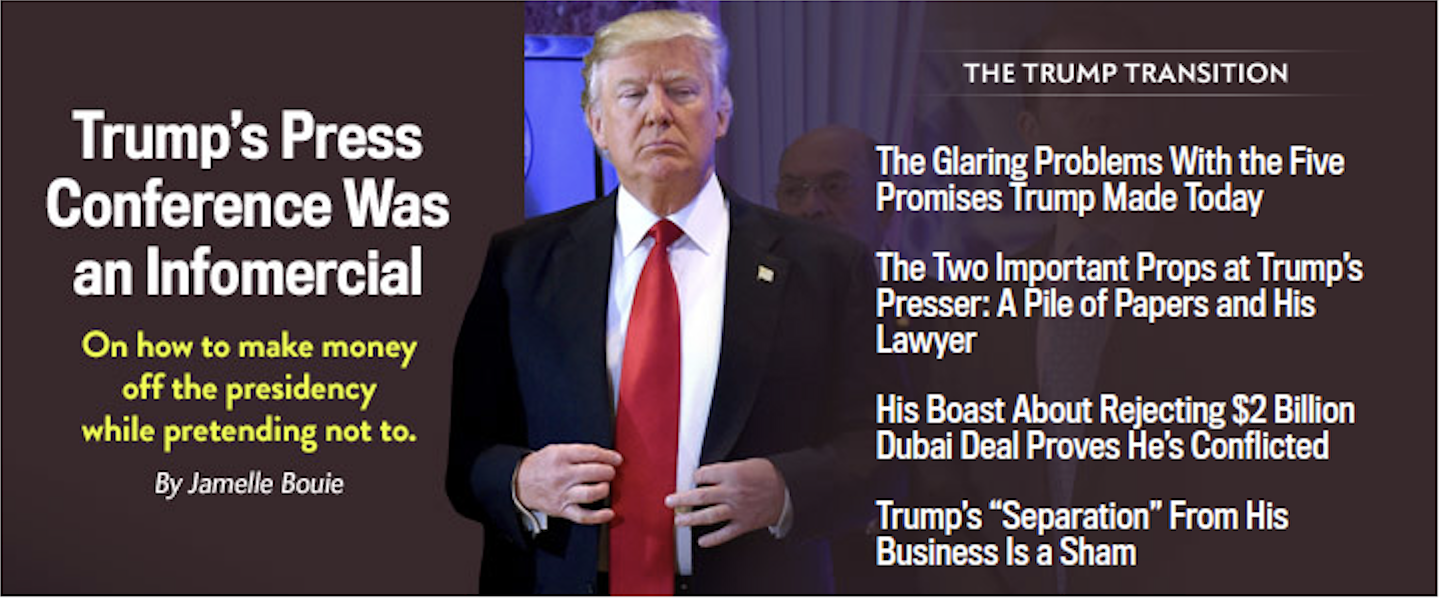 Trump's Press
Conference Was
an Infomercial
On how to make money
off the presidency
while pretending not to.
By Jamelle Bouie
THE TRUMP TRANSITION
The Glaring Problems With the Five
Promises Trump Made Today
The Two Important Props at Trump's
Presser: A Pile of Papers and His
Lawyer
His Boast About Rejecting $2 Billion
Dubai Deal Proves He's Conflicted
Trump's “Separation” From His
Business Is a Sham